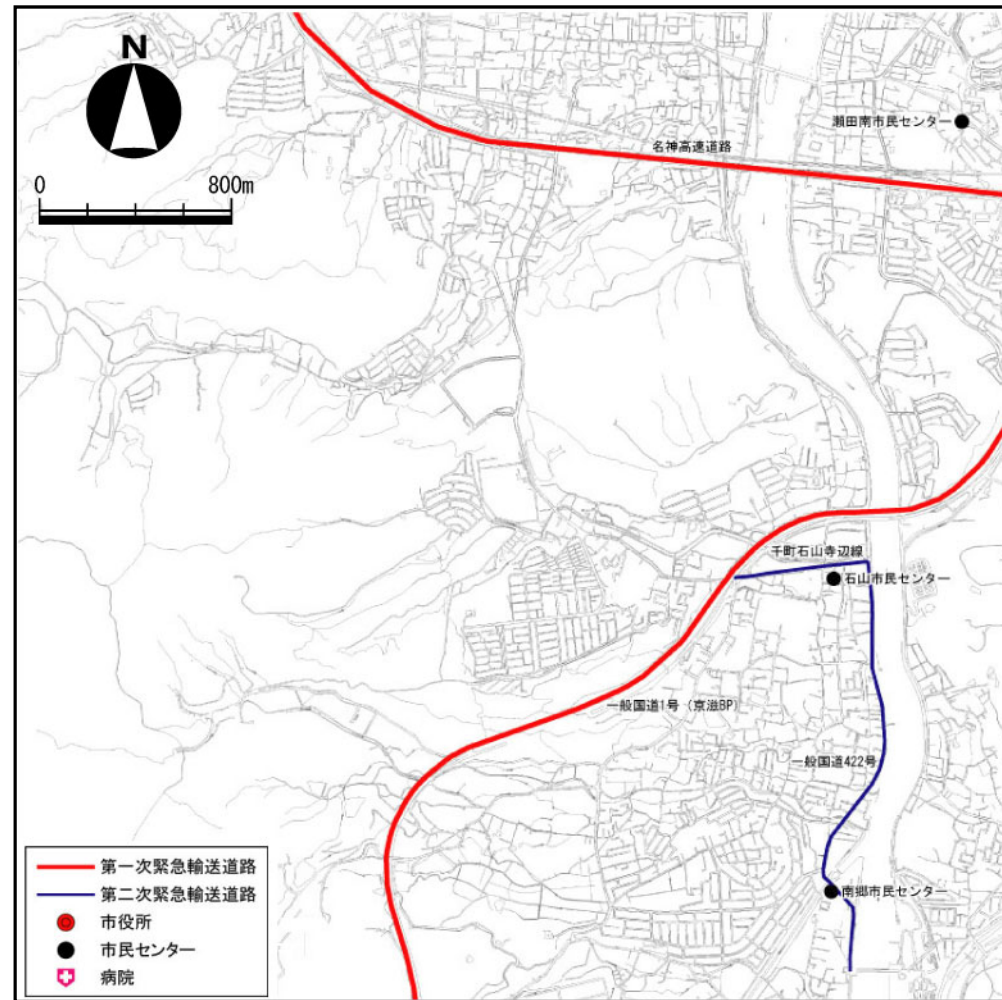 N
0 800m
瀬田南市民センター
名神高速道路
千町石山寺辺線
石山市民センター
一般国道1号（京滋BP）
一般国道422号
南郷市民センター
第一次緊急輸送道路
第二次緊急輸送道路
市役所
市民センター
病院